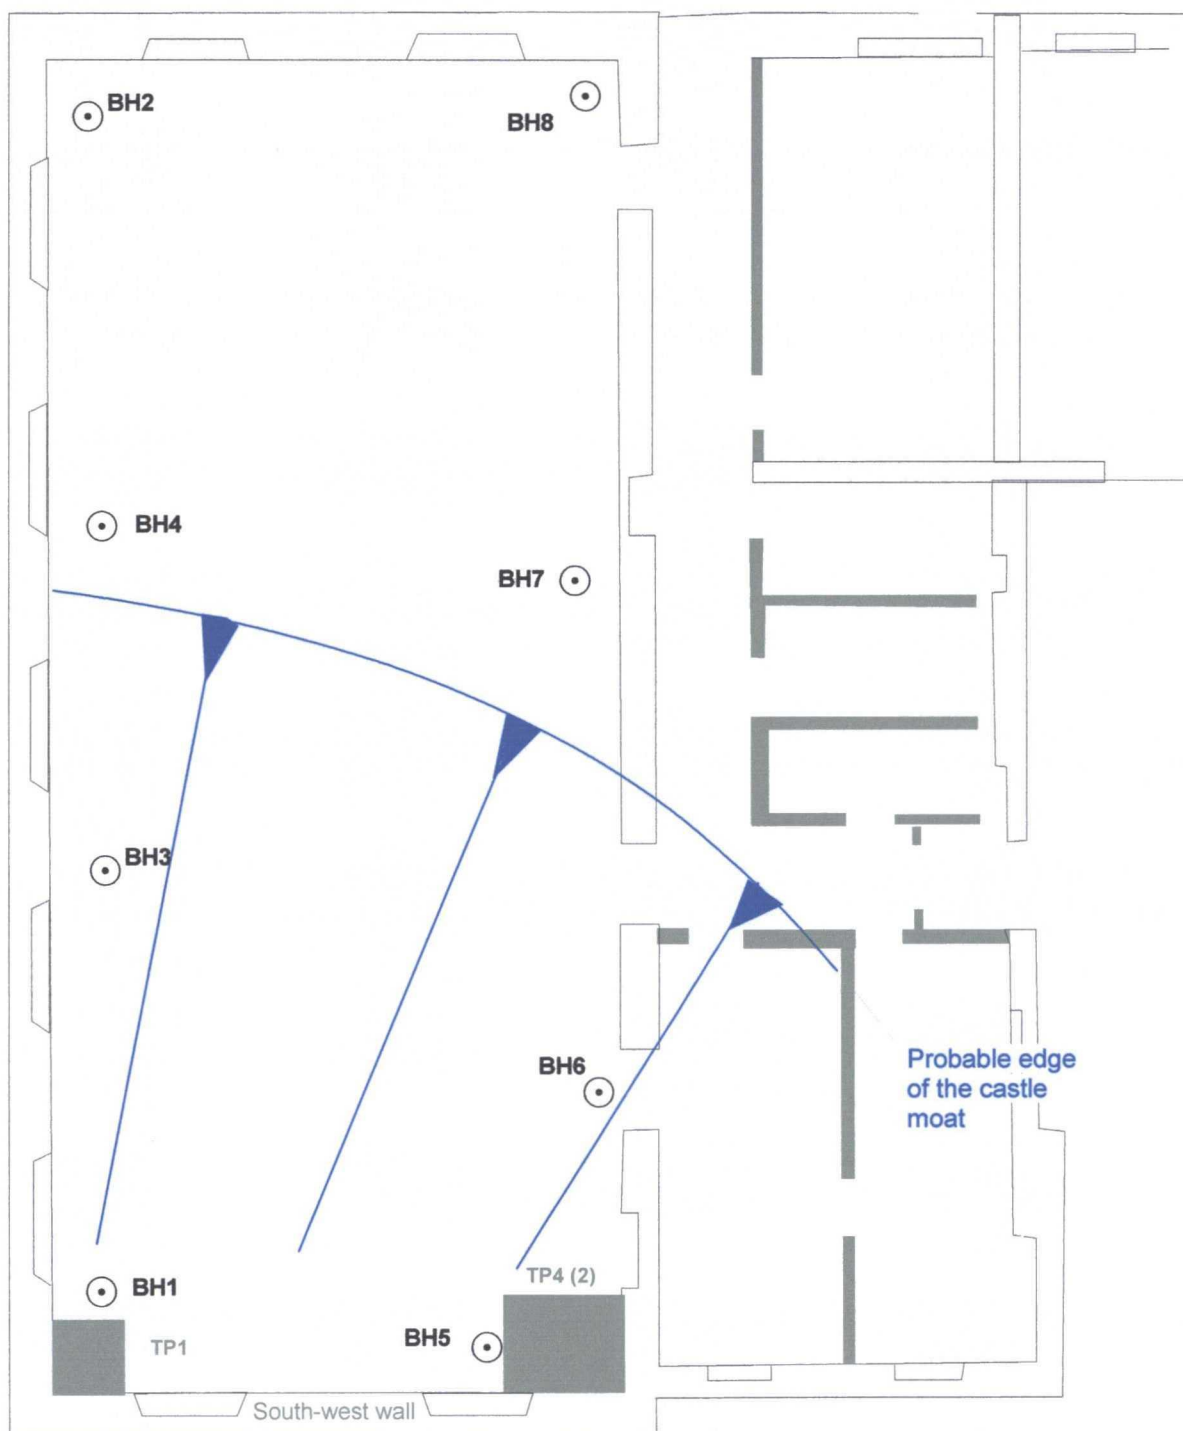 BH2
BH8
BH4
BH7
BH3
Probable edge
of the castle
moat
BH6
TP4 (2)
BH1
BH5
TP1
South-west wall